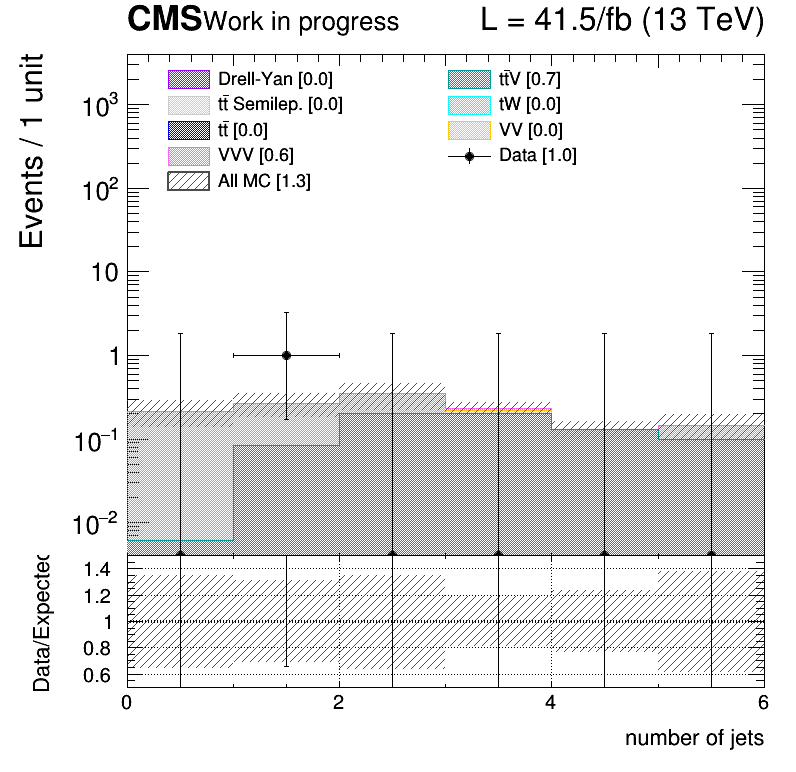 CMS Work in progress L = 41.5/fb (13 TeV)
Events / 1 unit
Drell-Yan [0.0] tt̄V [0.7]
tt̄ Semilep. [0.0] tW [0.0]
tt̄ [0.0] VV [0.0]
VVV [0.6] Data [1.0]
All MC [1.3]
10³
10²
10
1
10⁻¹
10⁻²
Data/Expected
1.4
1.2
1
0.8
0.6
0 2 4 6
number of jets